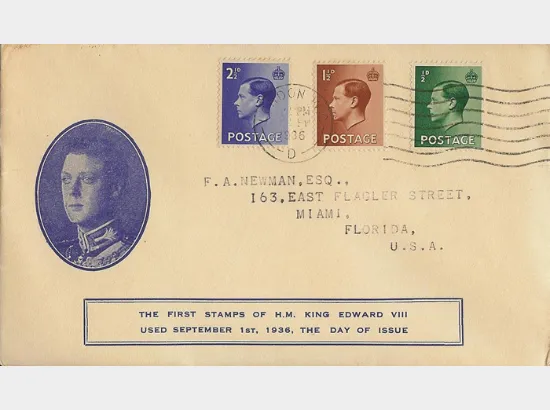 2½D
POSTAGE
1½D
POSTAGE
½D
POSTAGE
1936
D
F.A.NEWMAN,ESQ.,
163,EAST FLAGLER STREET,
MIAMI,
FLORIDA,
U.S.A.
THE FIRST STAMPS OF H.M. KING EDWARD VIII
USED SEPTEMBER 1ST, 1936, THE DAY OF ISSUE